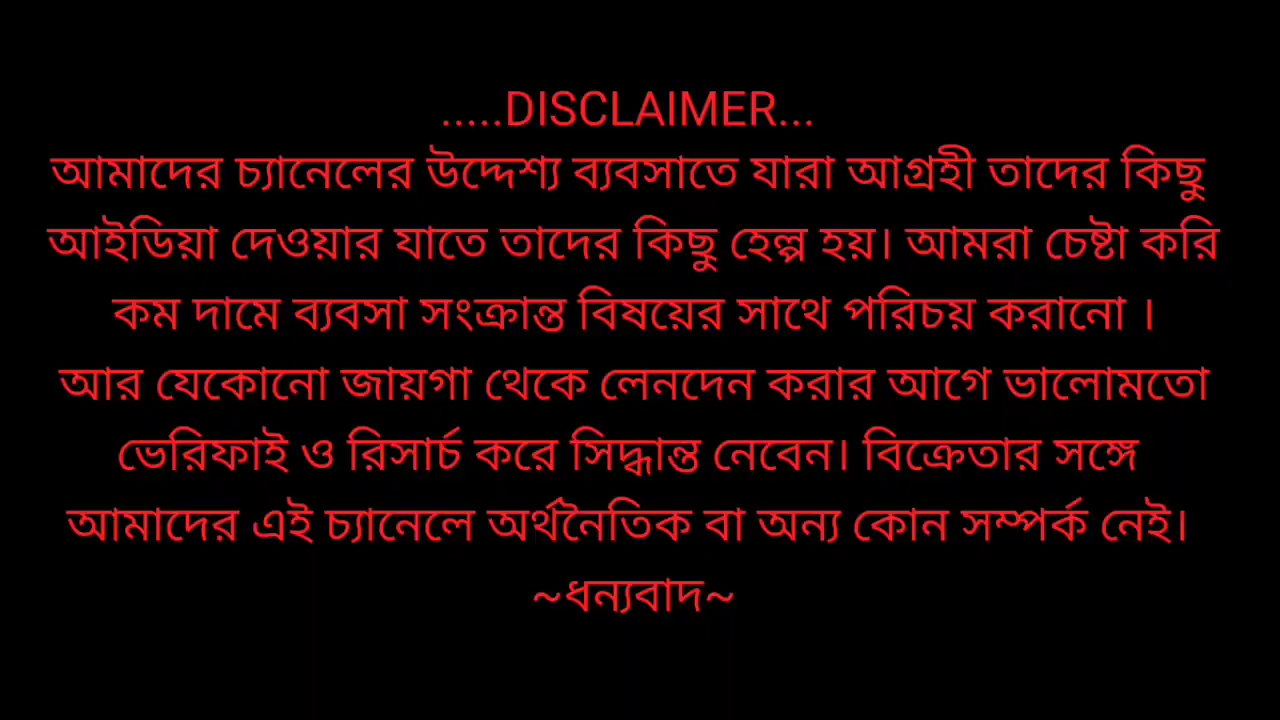 .....DISCLAIMER...
আমাদের চ্যানেলের উদ্দেশ্য ব্যবসাতে যারা আগ্রহী তাদের কিছু
আইডিয়া দেওয়ার যাতে তাদের কিছু হেল্প হয়। আমরা চেষ্টা করি
কম দামে ব্যবসা সংক্রান্ত বিষয়ের সাথে পরিচয় করানো ।
আর যেকোনো জায়গা থেকে লেনদেন করার আগে ভালোমতো
ভেরিফাই ও রিসার্চ করে সিদ্ধান্ত নেবেন। বিক্রেতার সঙ্গে
আমাদের এই চ্যানেলে অর্থনৈতিক বা অন্য কোন সম্পর্ক নেই।
~ধন্যবাদ~